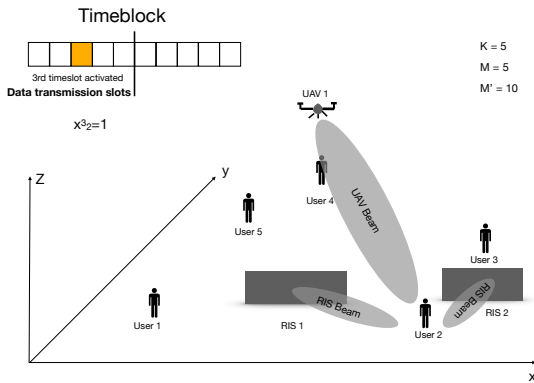 Timeblock
3rd timeslot activated
Data transmission slots
x³₂=1
K = 5
M = 5
M' = 10
UAV 1
User 4
UAV Beam
User 5
User 3
User 1
RIS 1
RIS Beam
User 2
RIS Beam
RIS 2
Z
y
x